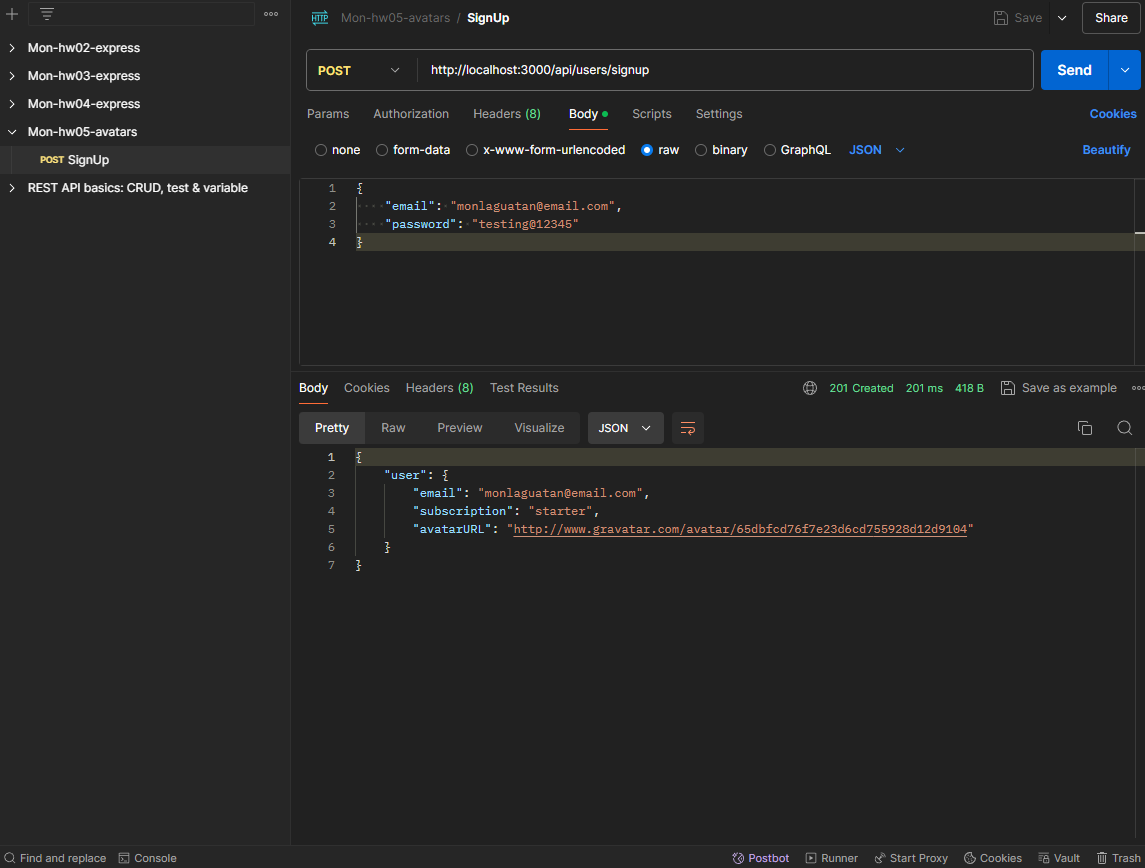 Mon-hw05-avatars / SignUp
Save
Share
Mon-hw02-express
Mon-hw03-express
Mon-hw04-express
Mon-hw05-avatars
POST SignUp
REST API basics: CRUD, test & variable
POST
http://localhost:3000/api/users/signup
Send
Params Authorization Headers (8) Body Scripts Settings Cookies
none form-data x-www-form-urlencoded raw binary GraphQL JSON Beautify
1 {
2 "email": "monlaguatan@email.com",
3 "password": "testing@12345"
4 }
Body Cookies Headers (8) Test Results 201 Created 201 ms 418 B Save as example
Pretty Raw Preview Visualize JSON
1 {
2 "user": {
3 "email": "monlaguatan@email.com",
4 "subscription": "starter",
5 "avatarURL": "http://www.gravatar.com/avatar/65dbfcd76f7e23d6cd755928d12d9104"
6 }
7 }
Find and replace Console Postbot Runner Start Proxy Cookies Vault Trash